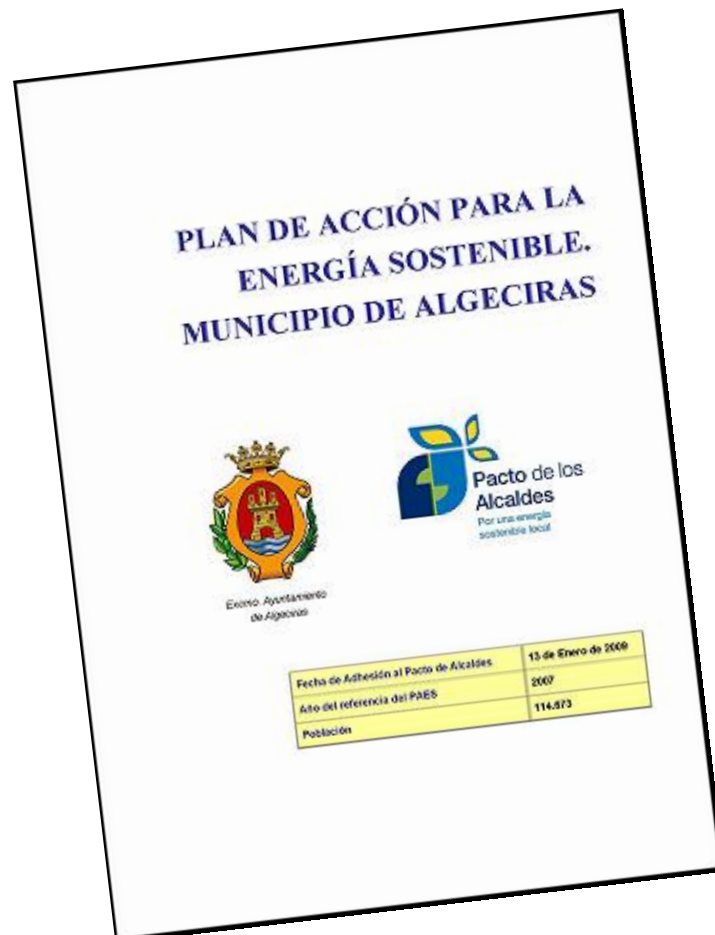 PLAN DE ACCIÓN PARA LA
ENERGÍA SOSTENIBLE.
MUNICIPIO DE ALGECIRAS
Pacto de los
Alcaldes
Por una energía
sostenible local
Excmo. Ayuntamiento
de Algeciras
Fecha de Adhesión al Pacto de Alcaldes 13 de Enero de 2009
Año del referencia del PAES 2007
Población 114.673